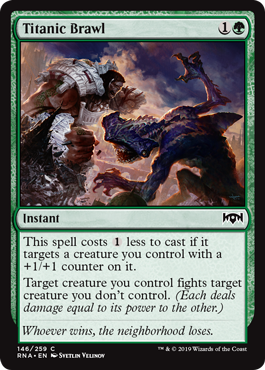 Titanic Brawl 1
Instant
This spell costs 1 less to cast if it
targets a creature you control with a
+1/+1 counter on it.
Target creature you control fights target
creature you don't control. (Each deals
damage equal to its power to the other.)
Whoever wins, the neighborhood loses.
146/259 C
RNA • EN SVETLIN VELINOV
™ & © 2019 Wizards of the Coast